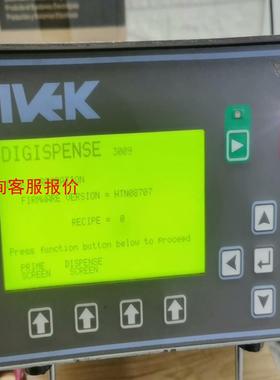 IVEK
DIGISPENSE 3009
询客服报价
FIRMWARE VERSION = HTN08707
RECIPE = 0
Press function button below to Proceed
PRIME DISPENSE
SCREEN SCREEN